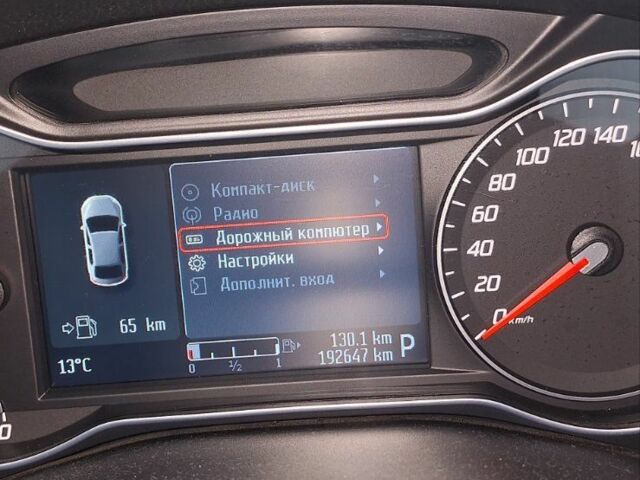 Компакт-диск
Радио
Дорожный компютер
Настройки
Дополнит. вход
65 km
13°C
0 1/2 1
130.1 km
192647 km
P
0
20
40
60
80
100
120
140
km/h